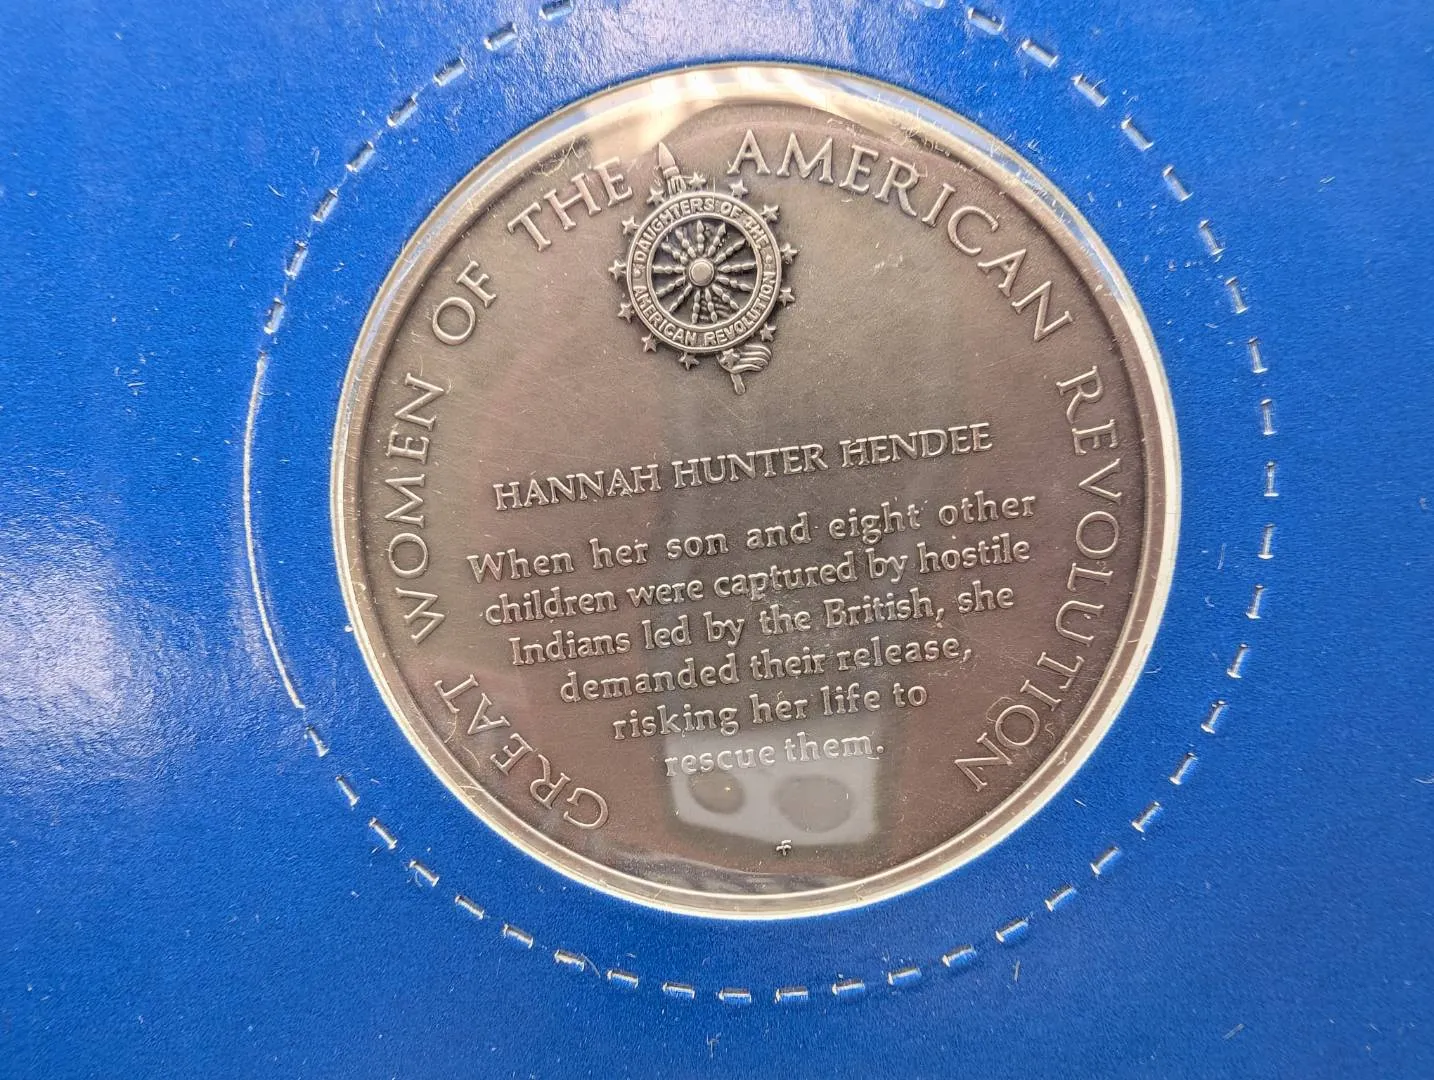 GREAT WOMEN OF THE AMERICAN REVOLUTION
DAUGHTERS OF THE
AMERICAN REVOLUTION
HANNAH HUNTER HENDEE
When her son and eight other
children were captured by hostile
Indians led by the British, she
demanded their release,
risking her life to
rescue them.